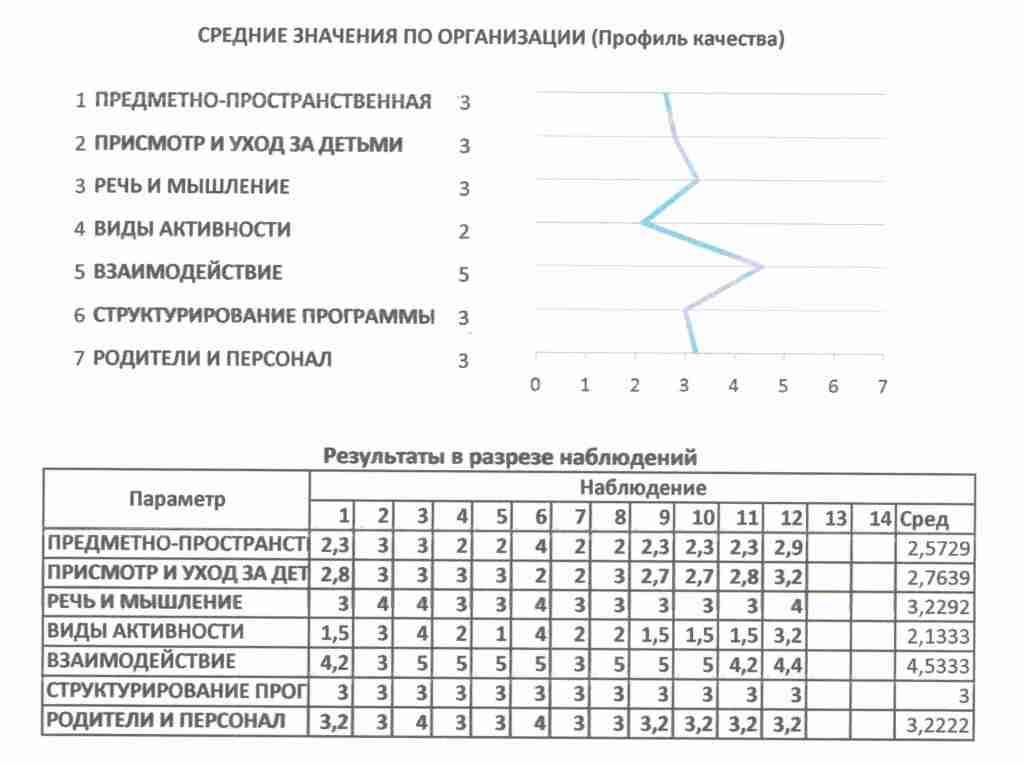 СРЕДНИЕ ЗНАЧЕНИЯ ПО ОРГАНИЗАЦИИ (Профиль качества)
1 ПРЕДМЕТНО-ПРОСТРАНСТВЕННАЯ 3
2 ПРИСМОТР И УХОД ЗА ДЕТЬМИ 3
3 РЕЧЬ И МЫШЛЕНИЕ 3
4 ВИДЫ АКТИВНОСТИ 2
5 ВЗАИМОДЕЙСТВИЕ 5
6 СТРУКТУРИРОВАНИЕ ПРОГРАММЫ 3
7 РОДИТЕЛИ И ПЕРСОНАЛ 3
0 1 2 3 4 5 6 7
Результаты в разрезе наблюдений
Параметр Наблюдение
1 2 3 4 5 6 7 8 9 10 11 12 13 14 Сред
ПРЕДМЕТНО-ПРОСТРАНСТ 2,3 3 3 2 2 4 2 2 2,3 2,3 2,3 2,9 2,5729
ПРИСМОТР И УХОД ЗА ДЕТ 2,8 3 3 3 3 2 2 3 2,7 2,7 2,8 3,2 2,7639
РЕЧЬ И МЫШЛЕНИЕ 3 4 4 3 3 4 3 3 3 3 3 4 3,2292
ВИДЫ АКТИВНОСТИ 1,5 3 4 2 1 4 2 2 1,5 1,5 1,5 3,2 2,1333
ВЗАИМОДЕЙСТВИЕ 4,2 3 5 5 5 5 3 5 5 5 4,2 4,4 4,5333
СТРУКТУРИРОВАНИЕ ПРОГ 3 3 3 3 3 3 3 3 3 3 3 3 3
РОДИТЕЛИ И ПЕРСОНАЛ 3,2 3 4 3 3 4 3 3 3,2 3,2 3,2 3,2 3,2222